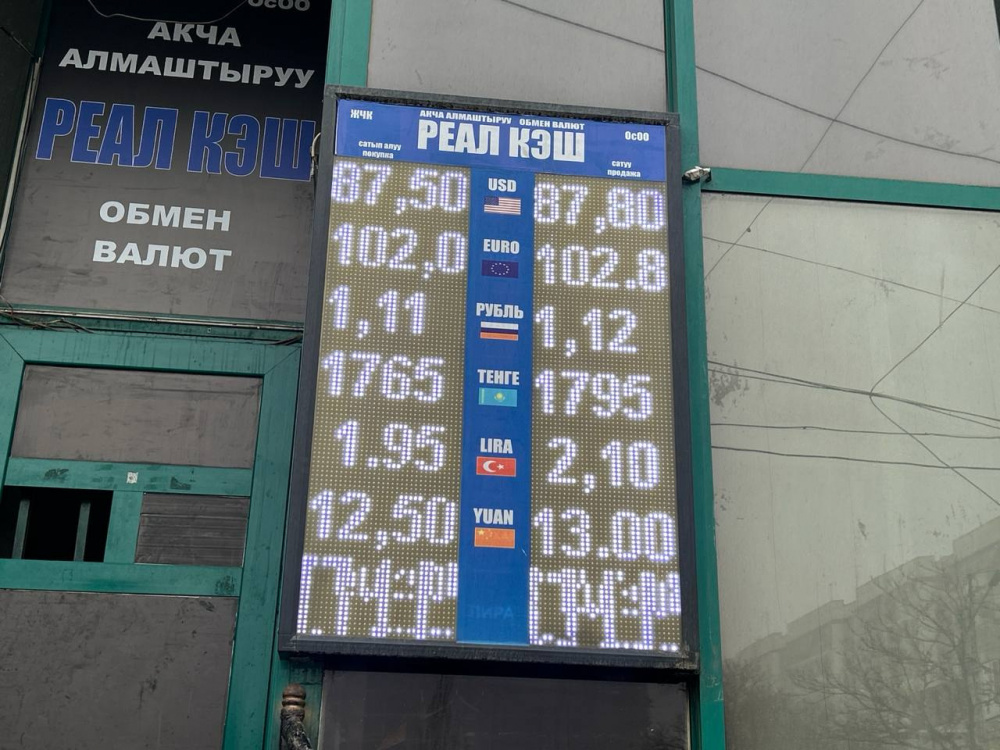 ОсОО
АКЧА
АЛМАШТЫРУУ
РЕАЛ КЭШ
ОБМЕН
ВАЛЮТ
ЖЧК АКЧА АЛМАШТЫРУУ ОБМЕН ВАЛЮТ ОсОО
РЕАЛ КЭШ
сатып алуу
покупка
сатуу
продажа
87,50 USD 87,80
102,0 EURO 102.8
1,11 РУБЛЬ 1,12
1765 ТЕНГЕ 1795
1.95 LIRA 2,10
12,50 YUAN 13.00
ЛИРА